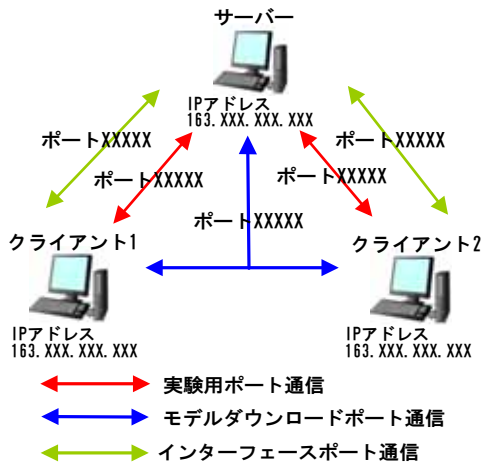 サーバー
IPアドレス
163.XXX.XXX.XXX
ポートXXXXX
ポートXXXXX
ポートXXXXX
ポートXXXXX
ポートXXXXX
クライアント1
クライアント2
IPアドレス
163.XXX.XXX.XXX
IPアドレス
163.XXX.XXX.XXX
実験用ポート通信
モデルダウンロードポート通信
インターフェースポート通信